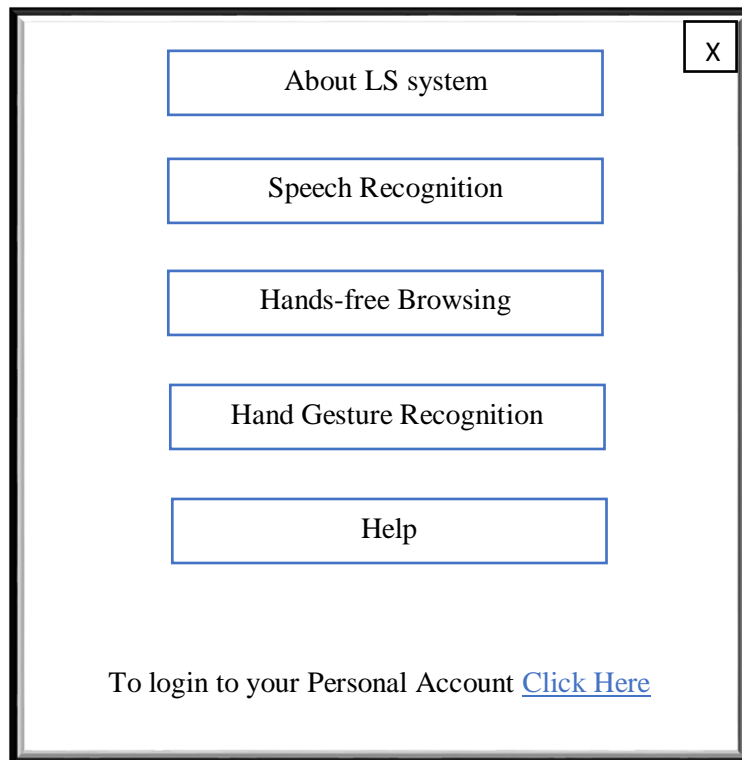 X
About LS system
Speech Recognition
Hands-free Browsing
Hand Gesture Recognition
Help
To login to your Personal Account Click Here